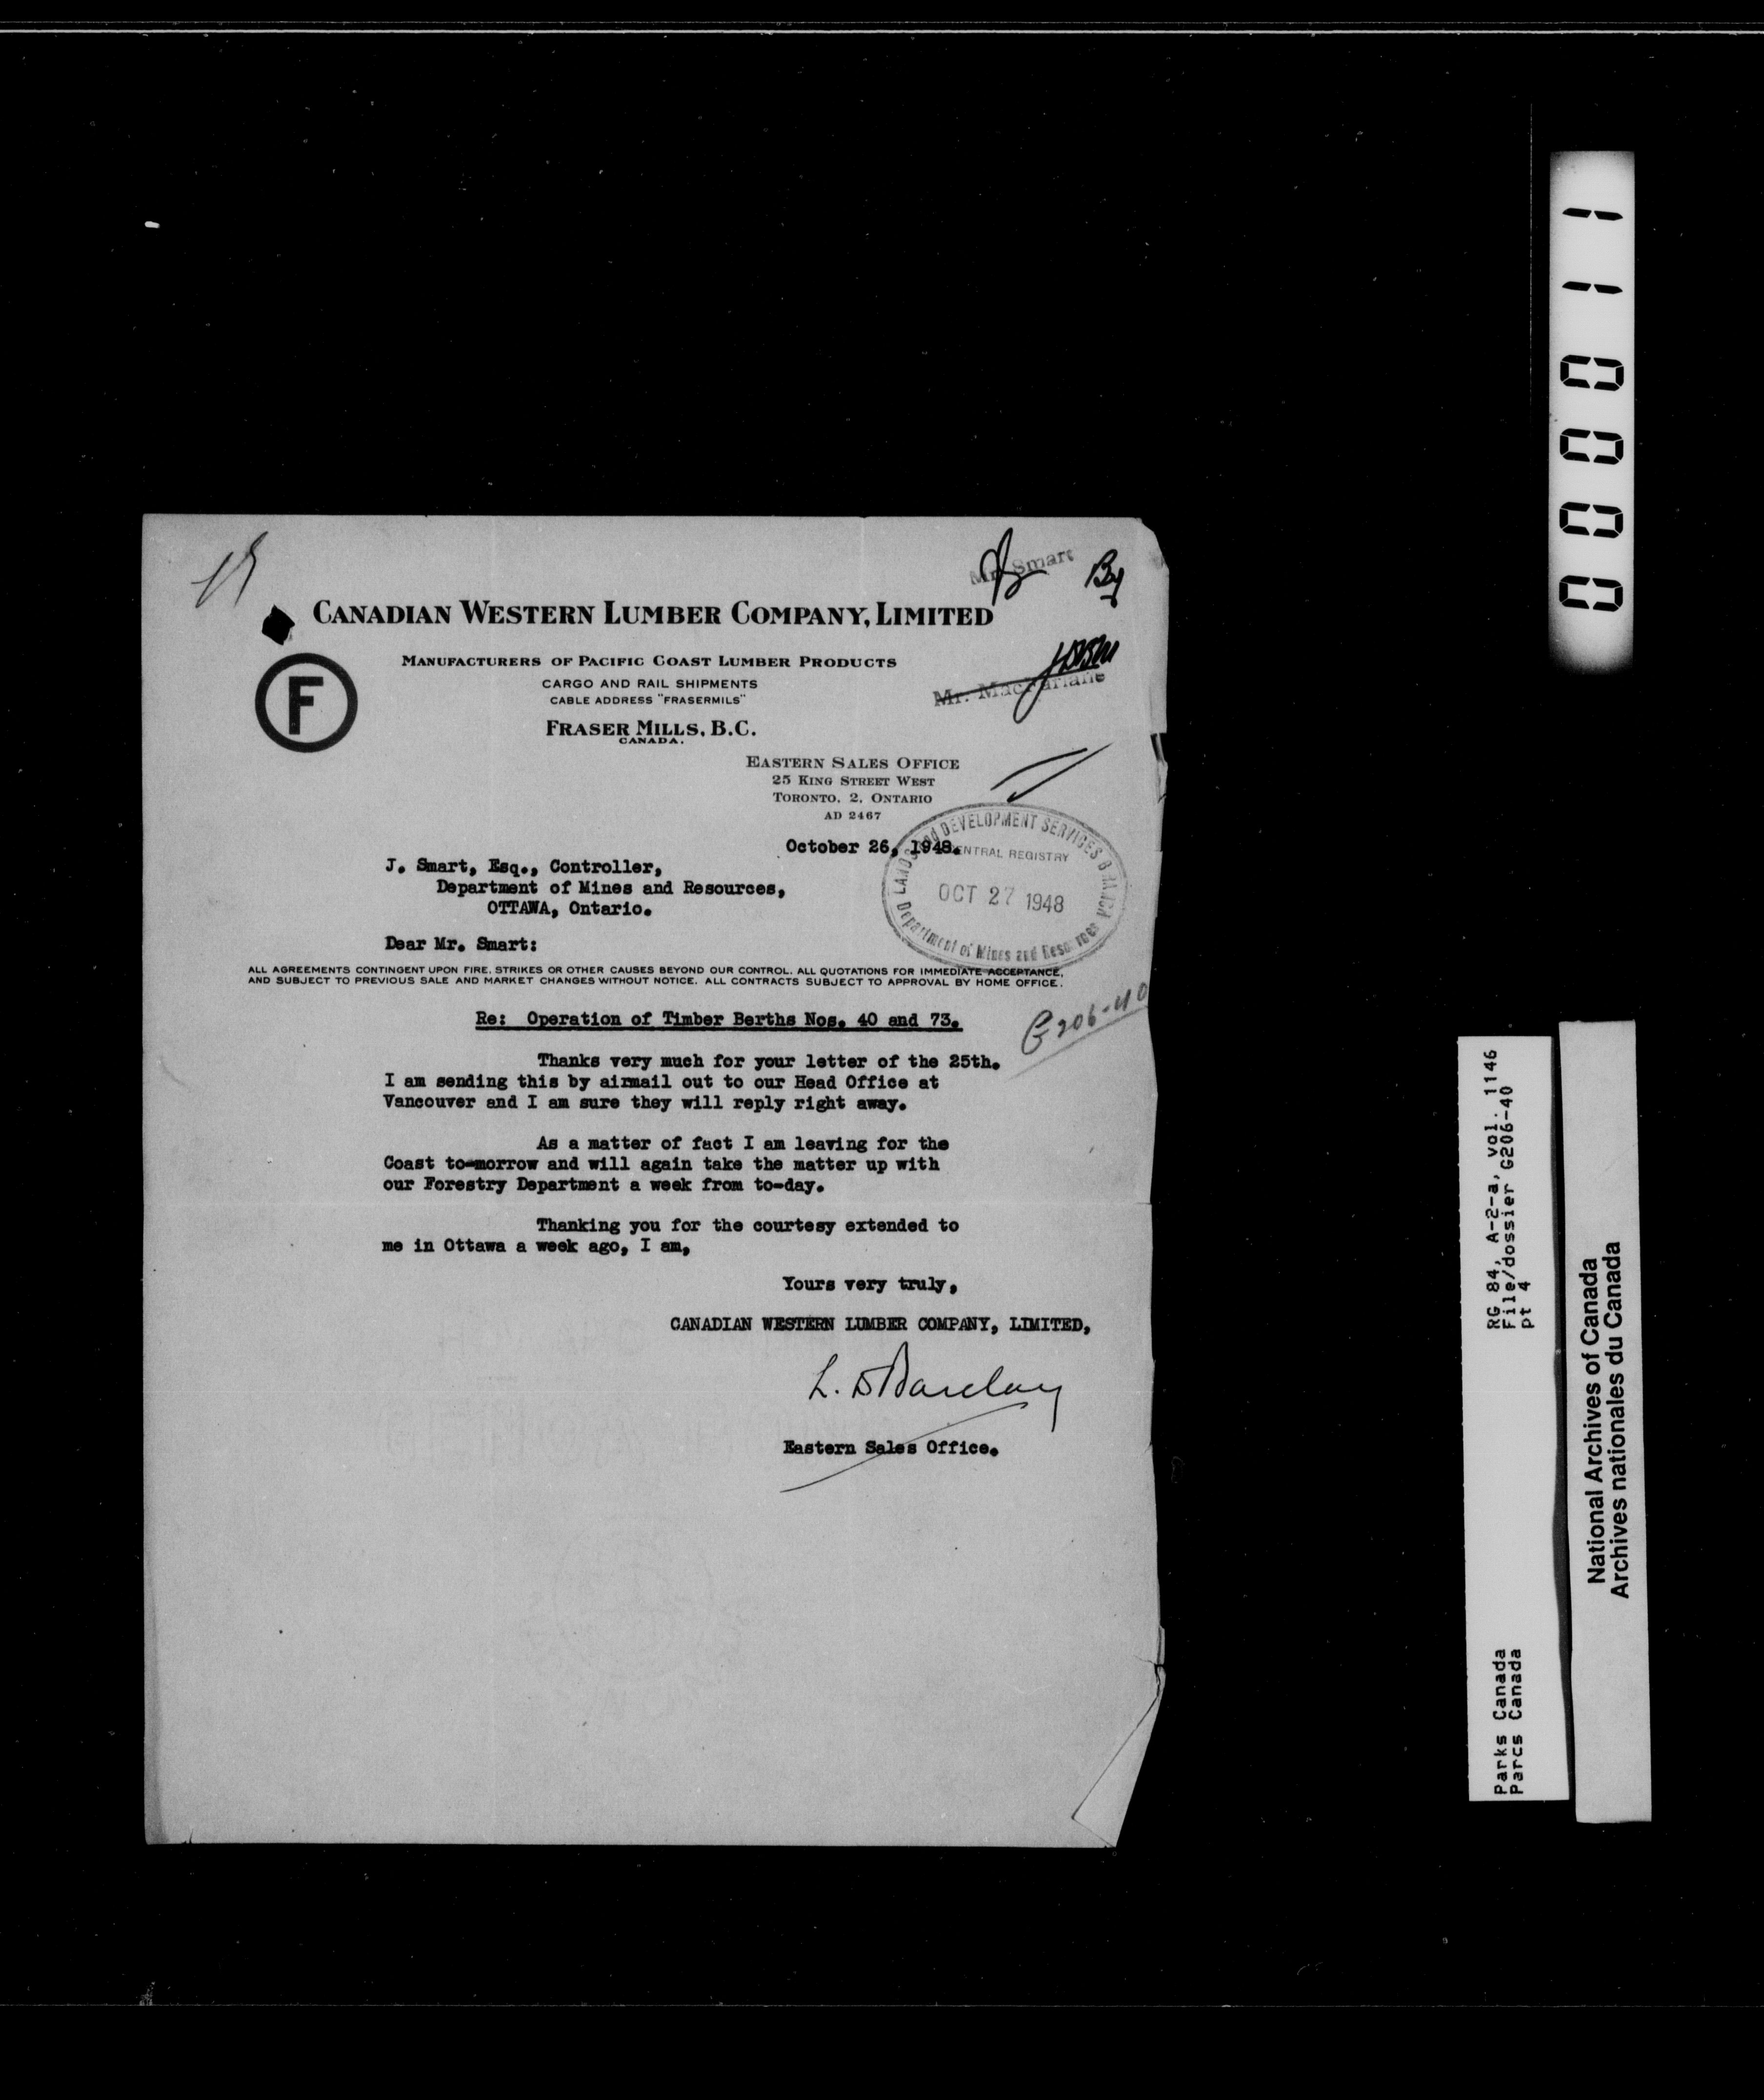 Mr. Smart
CANADIAN WESTERN LUMBER COMPANY, LIMITED
F
MANUFACTURERS OF PACIFIC COAST LUMBER PRODUCTS
CARGO AND RAIL SHIPMENTS
CABLE ADDRESS "FRASERMILS"
Mr. MacFarlane
FRASER MILLS, B.C.
CANADA.
EASTERN SALES OFFICE
25 KING STREET WEST
TORONTO, 2, ONTARIO
AD 2467
October 26, 1948.
LANDS and DEVELOPMENT SERVICES BRANCH
CENTRAL REGISTRY
OCT 27 1948
Department of Mines and Resources
J. Smart, Esq., Controller,
Department of Mines and Resources,
OTTAWA, Ontario.
Dear Mr. Smart:
ALL AGREEMENTS CONTINGENT UPON FIRE, STRIKES OR OTHER CAUSES BEYOND OUR CONTROL. ALL QUOTATIONS FOR IMMEDIATE ACCEPTANCE,
AND SUBJECT TO PREVIOUS SALE AND MARKET CHANGES WITHOUT NOTICE. ALL CONTRACTS SUBJECT TO APPROVAL BY HOME OFFICE.
G206-40
Re: Operation of Timber Berths Nos. 40 and 73.
Thanks very much for your letter of the 25th.
I am sending this by airmail out to our Head Office at
Vancouver and I am sure they will reply right away.
As a matter of fact I am leaving for the
Coast to-morrow and will again take the matter up with
our Forestry Department a week from to-day.
Thanking you for the courtesy extended to
me in Ottawa a week ago, I am,
Yours very truly,
CANADIAN WESTERN LUMBER COMPANY, LIMITED,
L. D Barclay
Eastern Sales Office.
000011
RG 84, A-2-a, vol. 1146
File/dossier G206-40
pt 4
Parks Canada
Parcs Canada
National Archives of Canada
Archives nationales du Canada